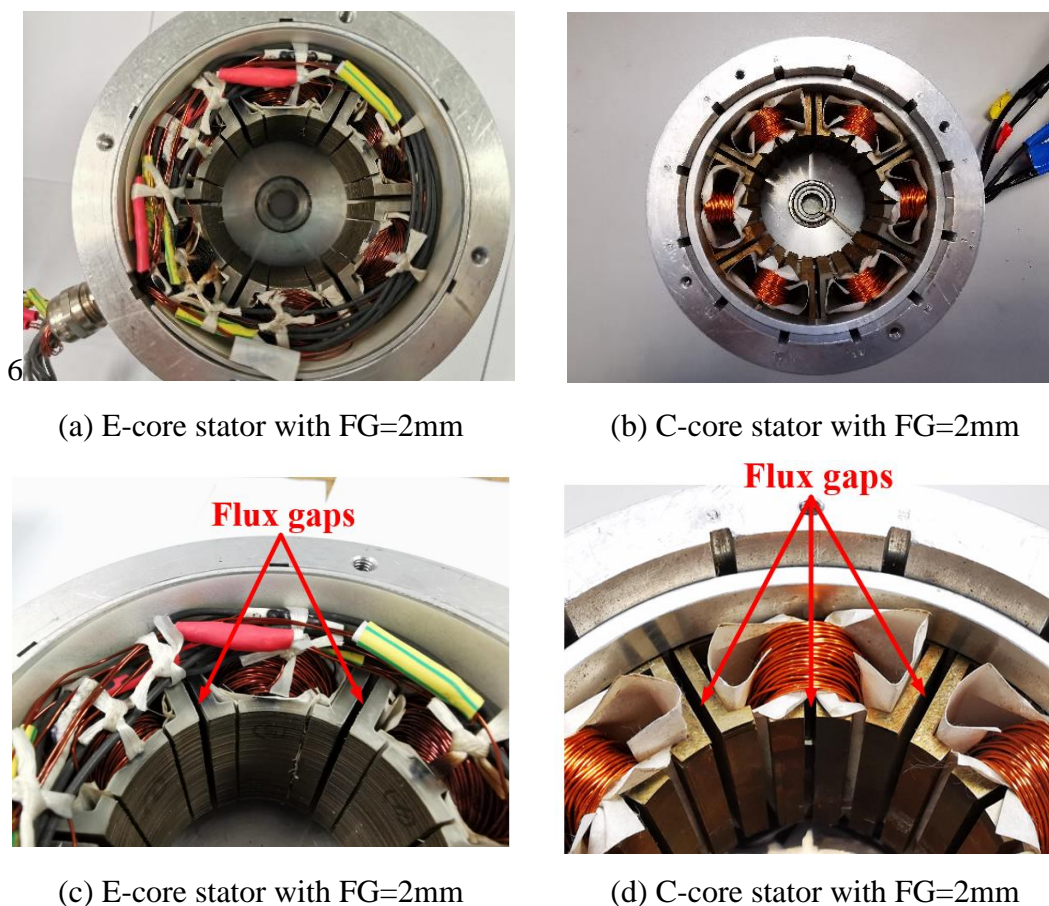 6
(a) E-core stator with FG=2mm
(b) C-core stator with FG=2mm
Flux gaps
Flux gaps
(c) E-core stator with FG=2mm
(d) C-core stator with FG=2mm